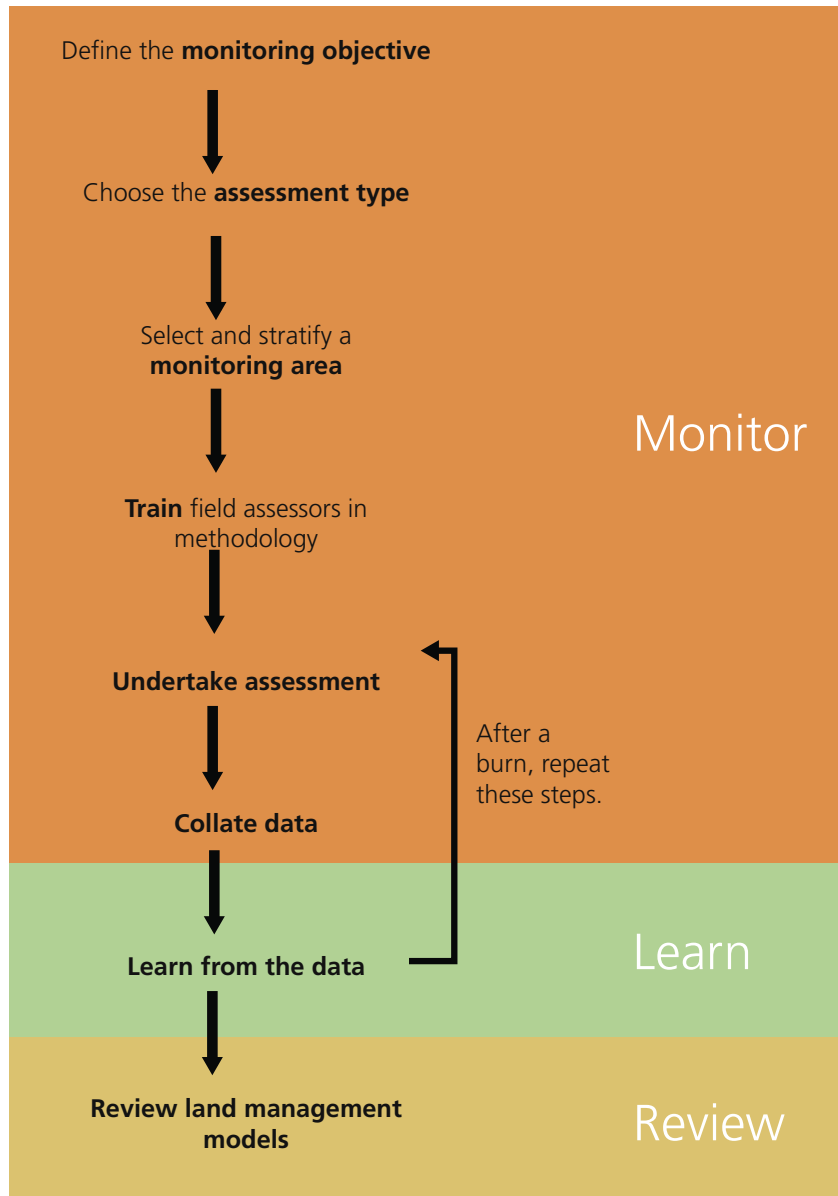 Define the monitoring objective
Choose the assessment type
Select and stratify a
monitoring area
Monitor
Train field assessors in
methodology
Undertake assessment
After a
burn, repeat
these steps.
Collate data
Learn from the data
Learn
Review land management
models
Review